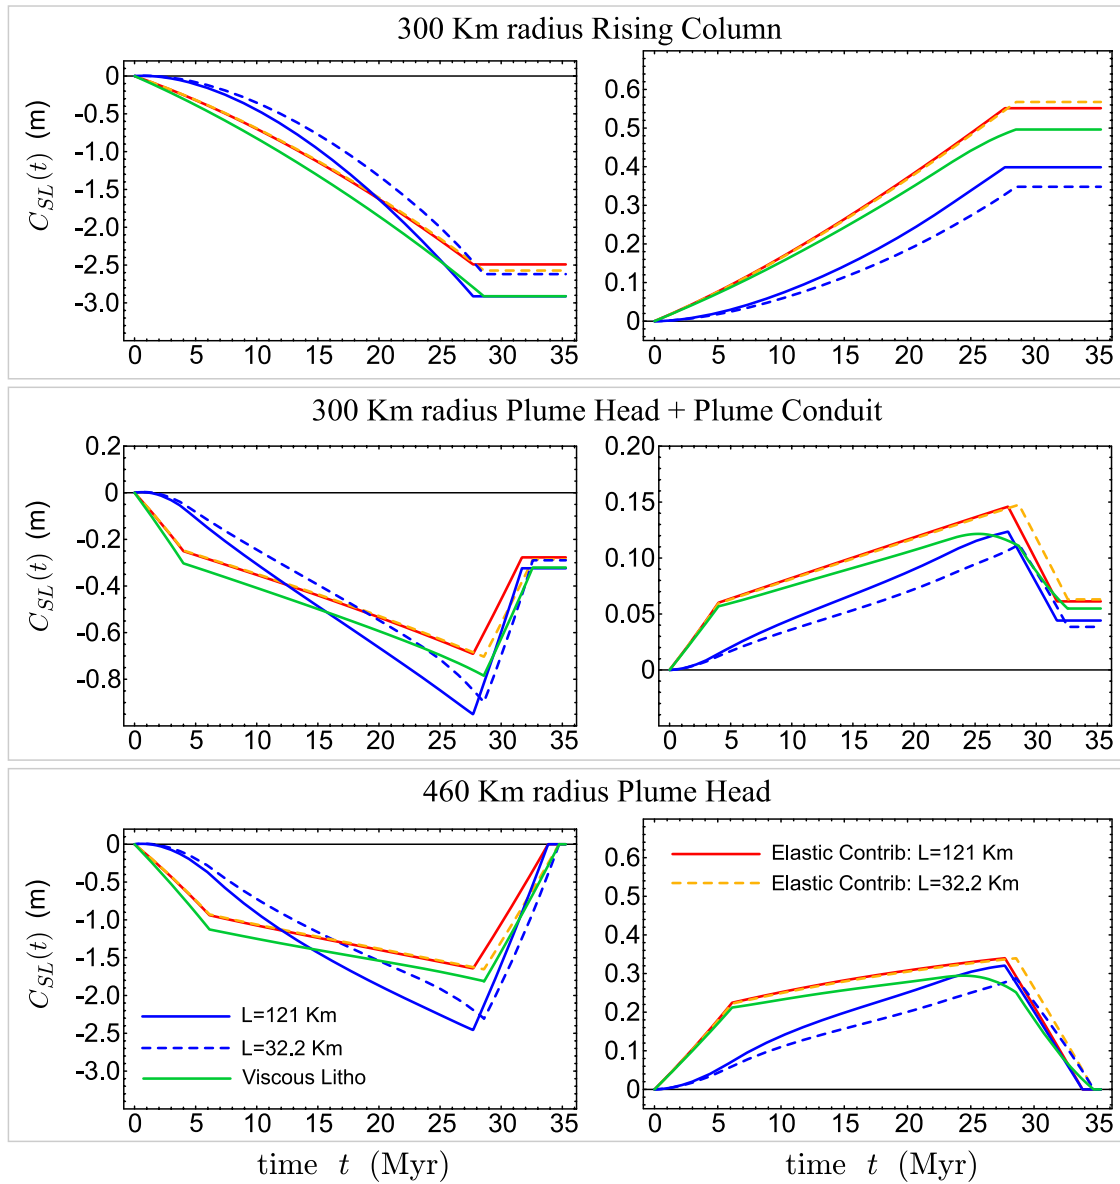 300 Km radius Rising Column
0
-0.5
-1.0
-1.5
-2.0
-2.5
-3.0
C_SL(t) (m)
0 5 10 15 20 25 30 35
0.6
0.5
0.4
0.3
0.2
0.1
0
0 5 10 15 20 25 30 35
300 Km radius Plume Head + Plume Conduit
0.2
0
-0.2
-0.4
-0.6
-0.8
C_SL(t) (m)
0 5 10 15 20 25 30 35
0.20
0.15
0.10
0.05
0
0 5 10 15 20 25 30 35
460 Km radius Plume Head
0
-0.5
-1.0
-1.5
-2.0
-2.5
-3.0
C_SL(t) (m)
L=121 Km
L=32.2 Km
Viscous Litho
0 5 10 15 20 25 30 35
time t (Myr)
0.6
0.5
0.4
0.3
0.2
0.1
0
Elastic Contrib: L=121 Km
Elastic Contrib: L=32.2 Km
0 5 10 15 20 25 30 35
time t (Myr)